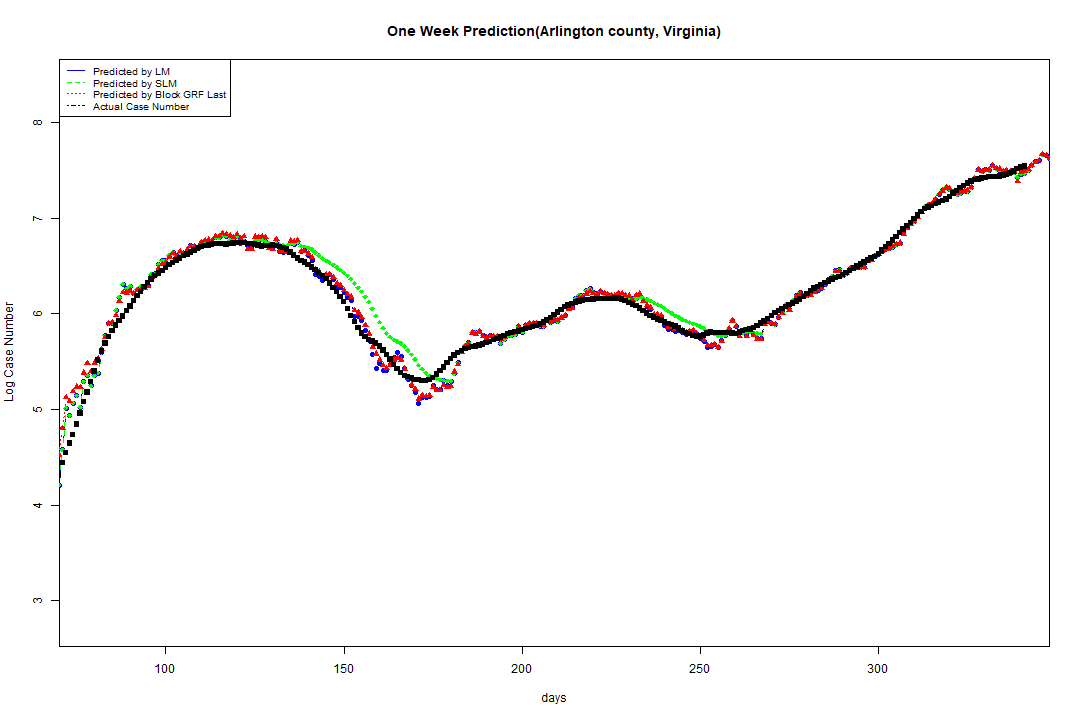 One Week Prediction(Arlington county, Virginia)
Predicted by LM
Predicted by SLM
Predicted by Block GRF Last
Actual Case Number
Log Case Number
8
7
6
5
4
3
100 150 200 250 300
days